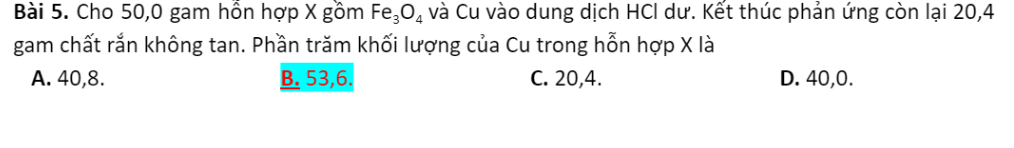 Bài 5. Cho 50,0 gam hỗn hợp X gồm Fe₃O₄ và Cu vào dung dịch HCl dư. Kết thúc phản ứng còn lại 20,4
gam chất rắn không tan. Phần trăm khối lượng của Cu trong hỗn hợp X là
A. 40,8. B. 53,6. C. 20,4. D. 40,0.